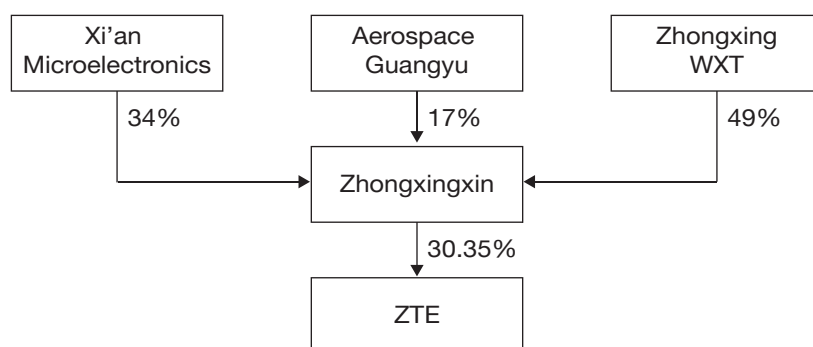 Xi’an
Microelectronics
Aerospace
Guangyu
Zhongxing
WXT
34%
17%
49%
Zhongxingxin
30.35%
ZTE